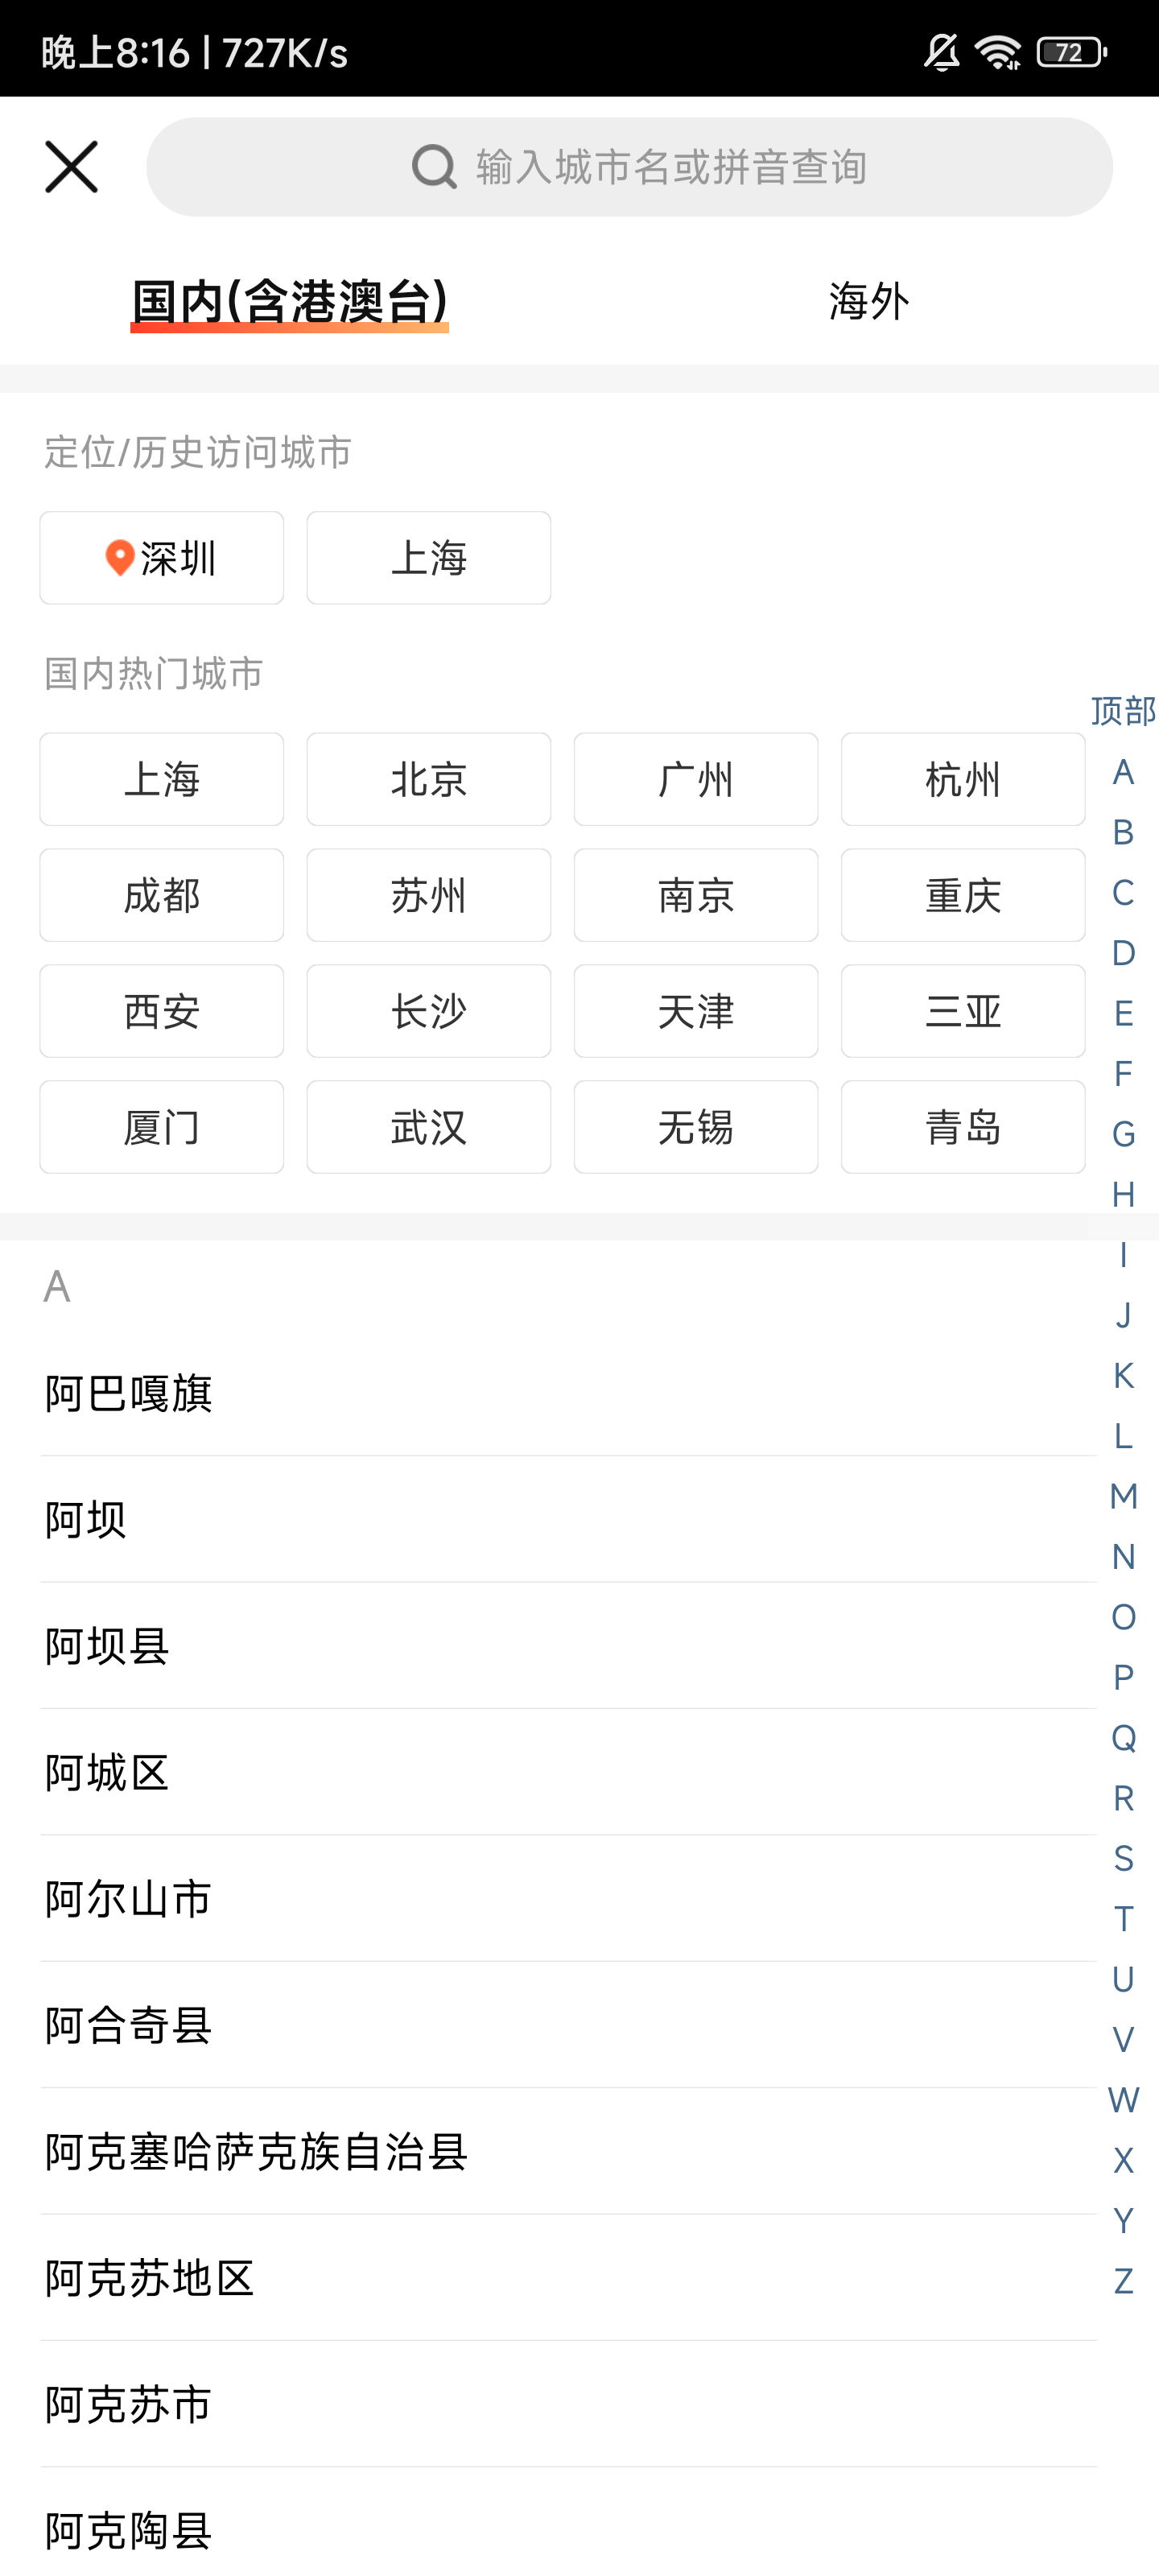 晚上8:16 | 727K/s
72
输入城市名或拼音查询
国内(含港澳台)
海外
定位/历史访问城市
深圳
上海
国内热门城市
上海
北京
广州
杭州
成都
苏州
南京
重庆
西安
长沙
天津
三亚
厦门
武汉
无锡
青岛
A
阿巴嘎旗
阿坝
阿坝县
阿城区
阿尔山市
阿合奇县
阿克塞哈萨克族自治县
阿克苏地区
阿克苏市
阿克陶县
顶部
A
B
C
D
E
F
G
H
I
J
K
L
M
N
O
P
Q
R
S
T
U
V
W
X
Y
Z